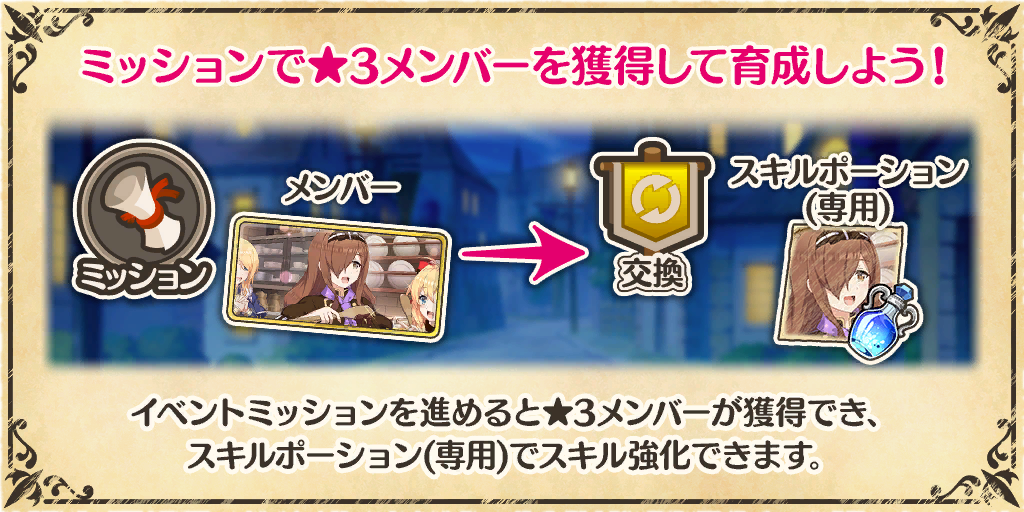 ミッションで★3メンバーを獲得して育成しよう!
メンバー
ミッション
交換
スキルポーション
(専用)
イベントミッションを進めると★3メンバーが獲得でき、
スキルポーション(専用)でスキル強化できます。